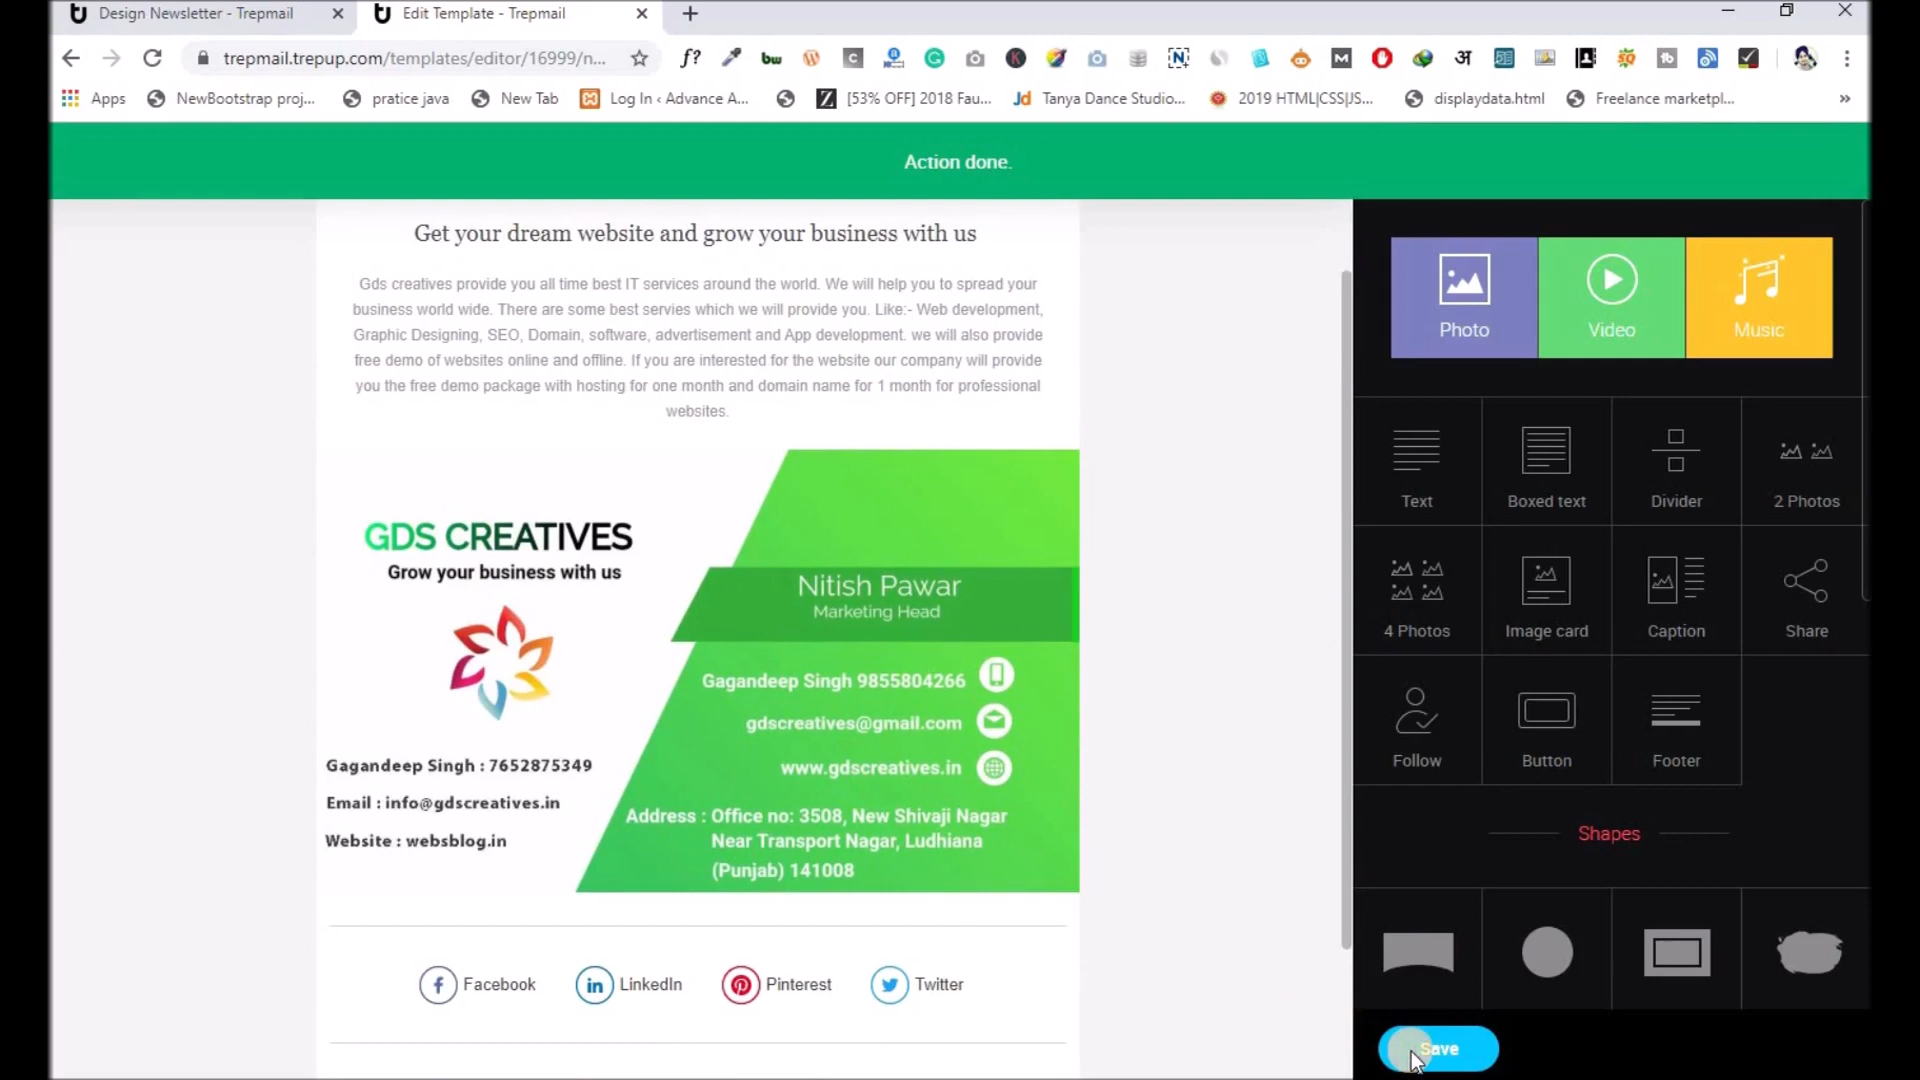 Design Newsletter - Trepmail
Edit Template - Trepmail
trepmail.trepup.com/templates/editor/16999/n...
f?
bw
Apps
NewBootstrap proj...
pratice java
New Tab
Log In ‹ Advance A...
[53% OFF] 2018 Fau...
Jd Tanya Dance Studio...
2019 HTML|CSS|JS...
displaydata.html
Freelance marketpl...
»
Action done.
Get your dream website and grow your business with us
Gds creatives provide you all time best IT services around the world. We will help you to spread your
business world wide. There are some best servies which we will provide you. Like:- Web development,
Graphic Designing, SEO, Domain, software, advertisement and App development. we will also provide
free demo of websites online and offline. If you are interested for the website our company will provide
you the free demo package with hosting for one month and domain name for 1 month for professional
websites.
GDS CREATIVES
Grow your business with us
Nitish Pawar
Marketing Head
Gagandeep Singh 9855804266
gdscreatives@gmail.com
www.gdscreatives.in
Gagandeep Singh : 7652875349
Email : info@gdscreatives.in
Website : websblog.in
Address : Office no: 3508, New Shivaji Nagar
Near Transport Nagar, Ludhiana
(Punjab) 141008
Facebook
LinkedIn
Pinterest
Twitter
Photo
Video
Music
Text
Boxed text
Divider
2 Photos
4 Photos
Image card
Caption
Share
Follow
Button
Footer
Shapes
Save